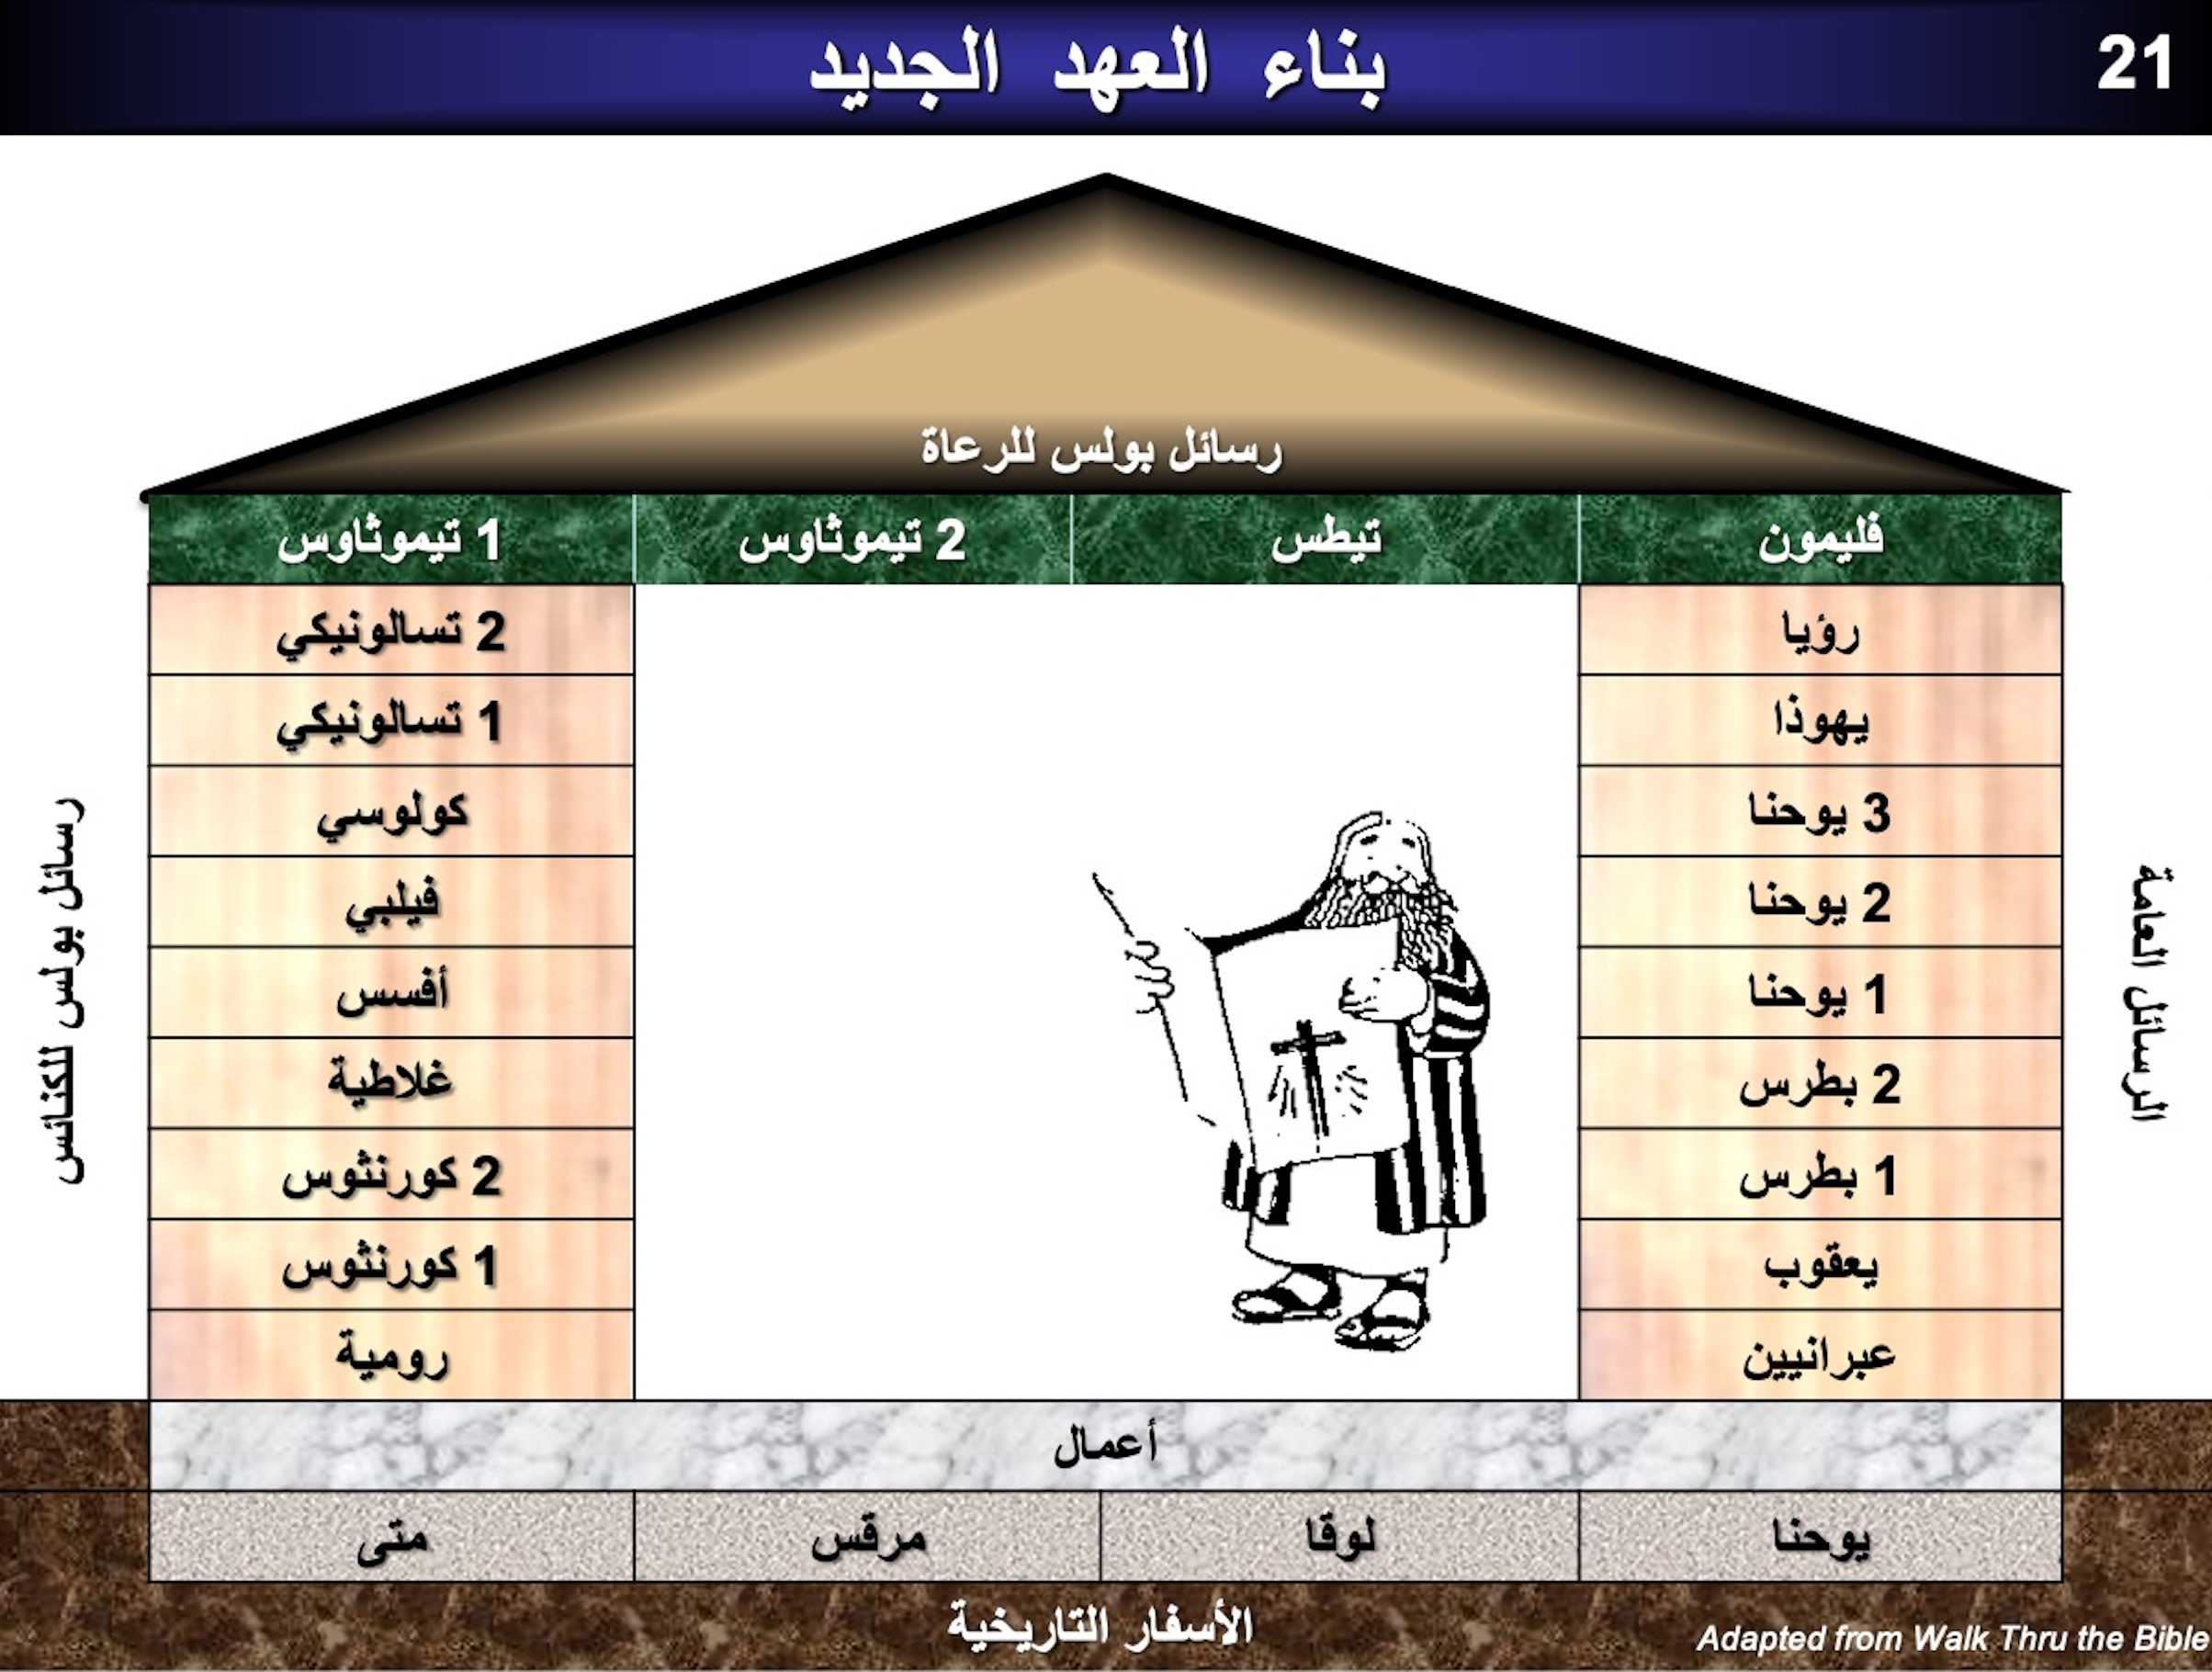 بناء العهد الجديد
21
رسائل بولس للرعاة
1 تيموثاوس
2 تيموثاوس
تيطس
فليمون
2 تسالونيكي
1 تسالونيكي
كولوسي
فيلبي
أفسس
غلاطية
2 كورنثوس
1 كورنثوس
رومية
رسائل بولس للكنائس
رؤيا
يهوذا
3 يوحنا
2 يوحنا
1 يوحنا
2 بطرس
1 بطرس
يعقوب
عبرانيين
الرسائل العامة
أعمال
متى
مرقس
لوقا
يوحنا
الأسفار التاريخية
Adapted from Walk Thru the Bible